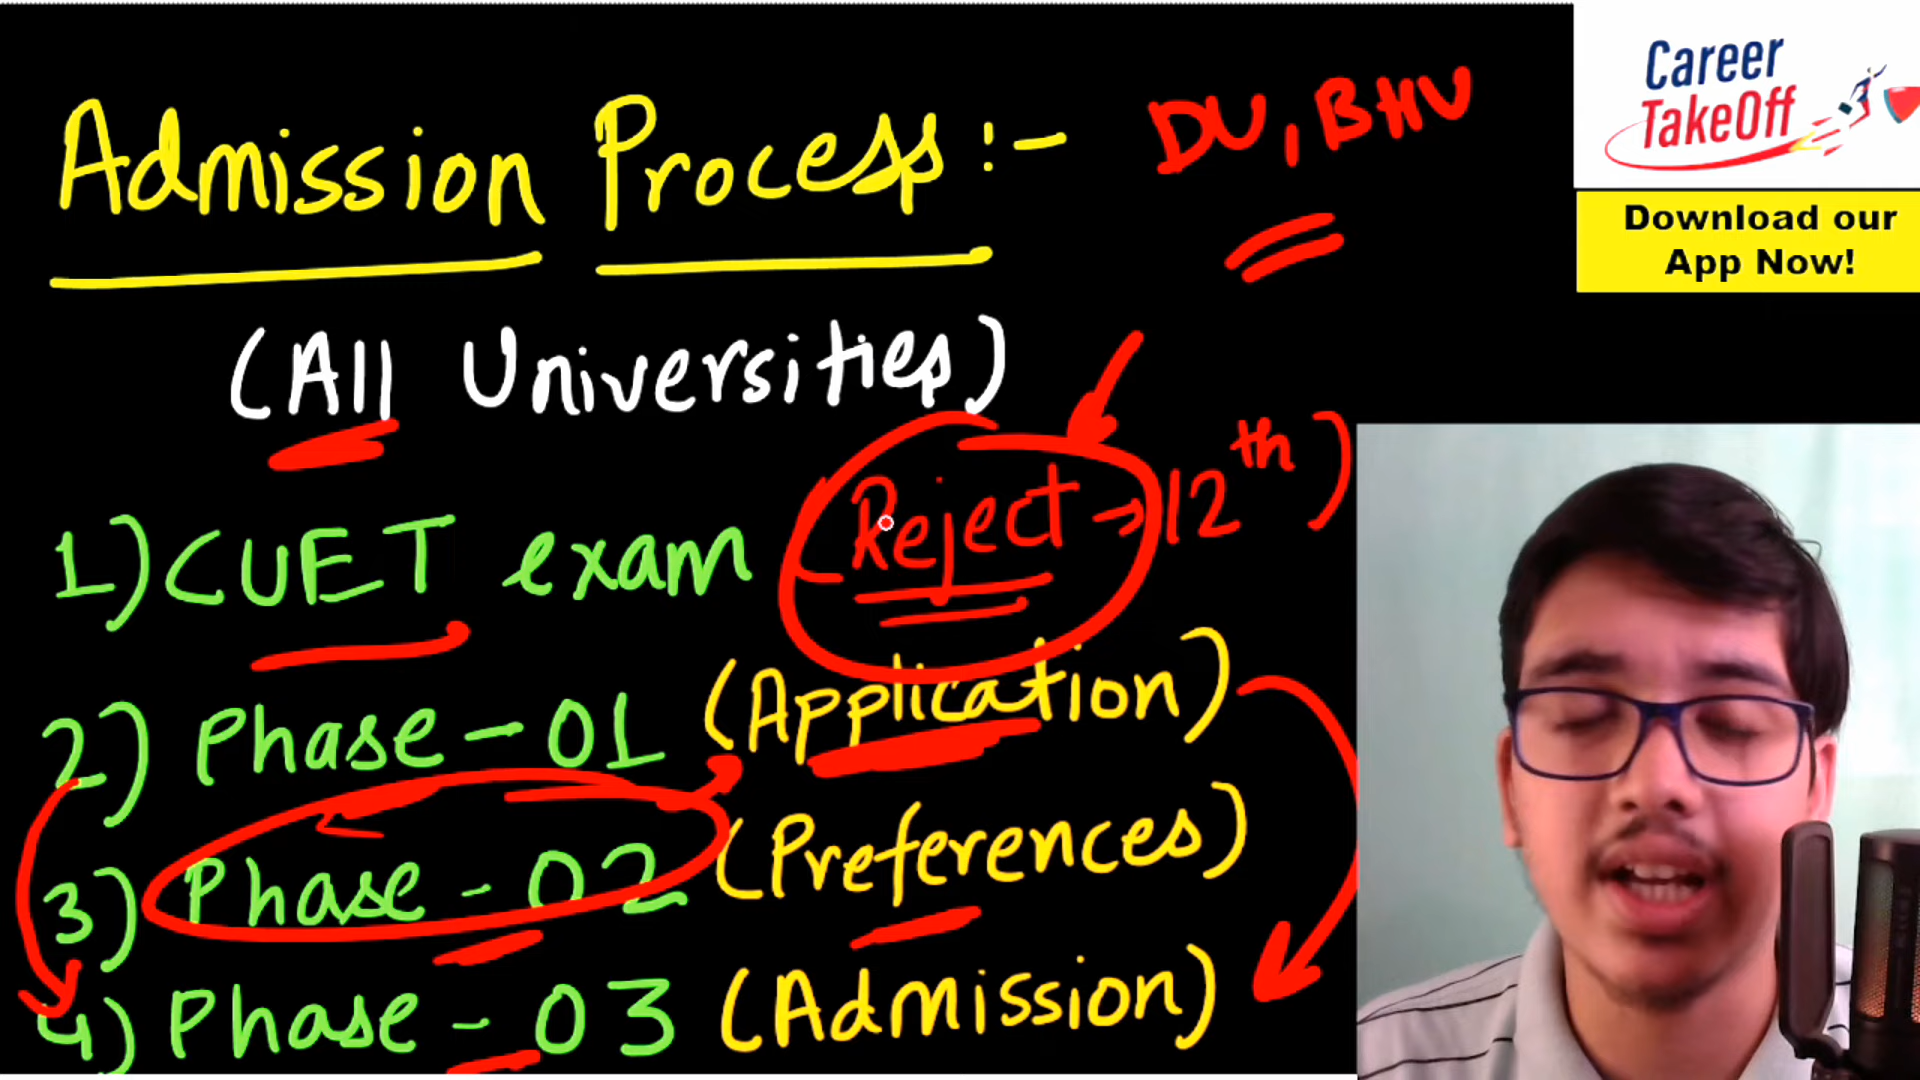 Admission Process :- DU, BHU
Career
TakeOff
Download our
App Now!
(All Universities)
1) CUET exam (Reject → 12th)
2) Phase - 01 (Application)
3) Phase - 02 (Preferences)
4) Phase - 03 (Admission)